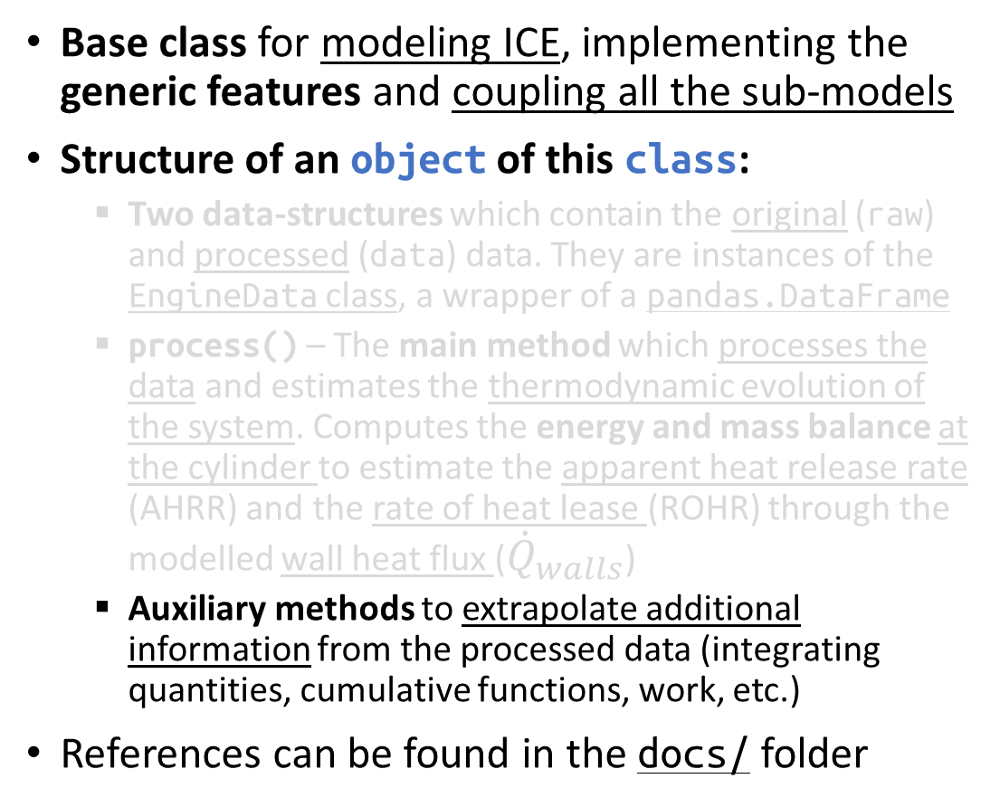 • Base class for modeling ICE, implementing the
generic features and coupling all the sub-models
• Structure of an object of this class:
▪ Two data-structures which contain the original (raw)
and processed (data) data. They are instances of the
EngineData class, a wrapper of a pandas.DataFrame
▪ process() – The main method which processes the
data and estimates the thermodynamic evolution of
the system. Computes the energy and mass balance at
the cylinder to estimate the apparent heat release rate
(AHRR) and the rate of heat lease (ROHR) through the
modelled wall heat flux (Q̇walls)
▪ Auxiliary methods to extrapolate additional
information from the processed data (integrating
quantities, cumulative functions, work, etc.)
• References can be found in the docs/ folder